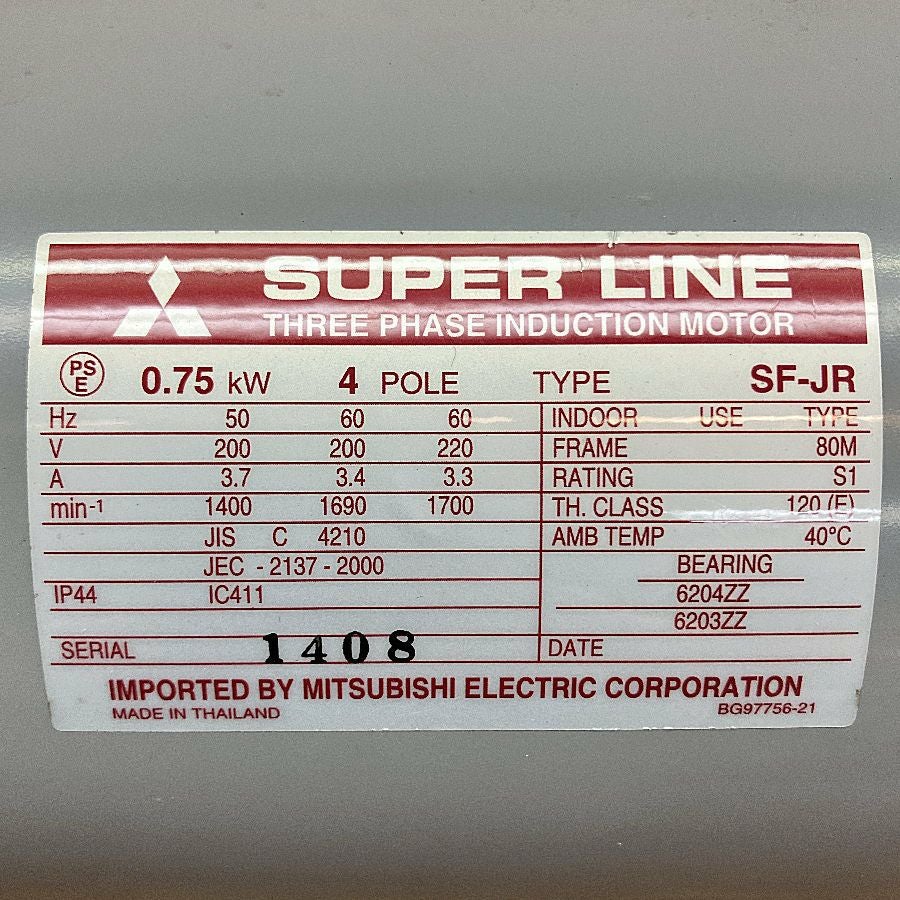 SUPER LINE
THREE PHASE INDUCTION MOTOR
PS E 0.75 kW 4 POLE TYPE SF-JR
Hz 50 60 60 INDOOR USE TYPE
V 200 200 220 FRAME 80M
A 3.7 3.4 3.3 RATING S1
min-1 1400 1690 1700 TH. CLASS 120 (E)
JIS C 4210 AMB TEMP 40°C
JEC - 2137 - 2000 BEARING
IP44 IC411 6204ZZ
6203ZZ
SERIAL 1408 DATE
IMPORTED BY MITSUBISHI ELECTRIC CORPORATION
MADE IN THAILAND BG97756-21